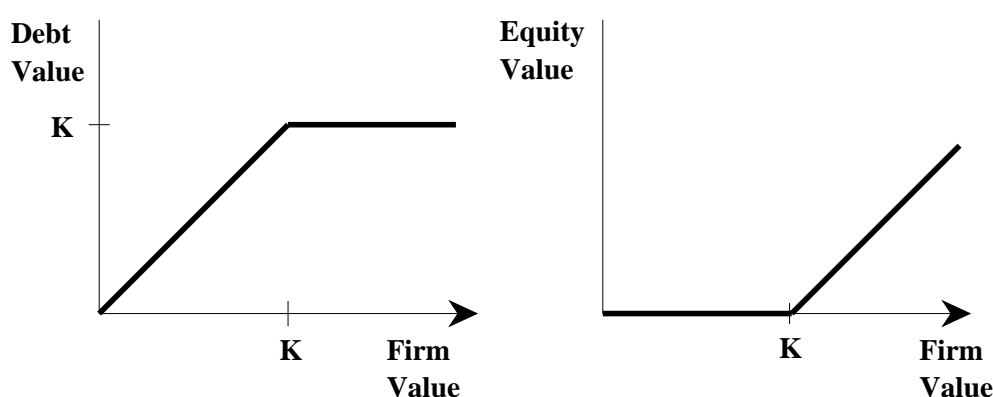 Debt
Value
K
K
Firm
Value
Equity
Value
K
Firm
Value